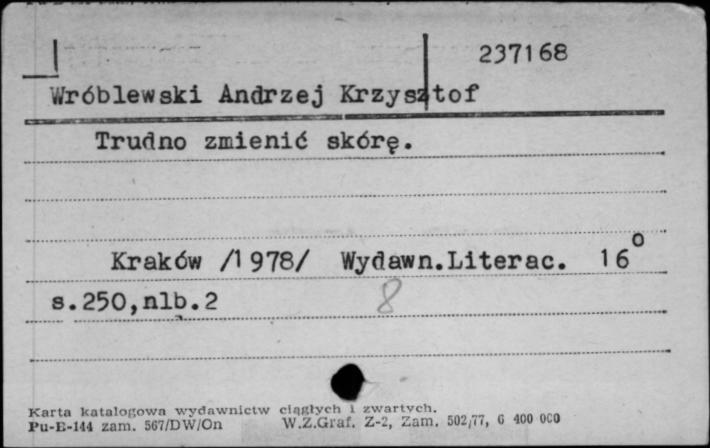 237168
Wróblewski Andrzej Krzysztof
Trudno zmienić skórę.
Kraków /1978/ Wydawn.Literac. 16o
s.250,nlb.2 8
Karta katalogowa wydawnictw ciągłych i zwartych.
Pu-E-144 zam. 567/DW/On W.Z.Graf. Z-2, Zam. 502,77, G 400 000